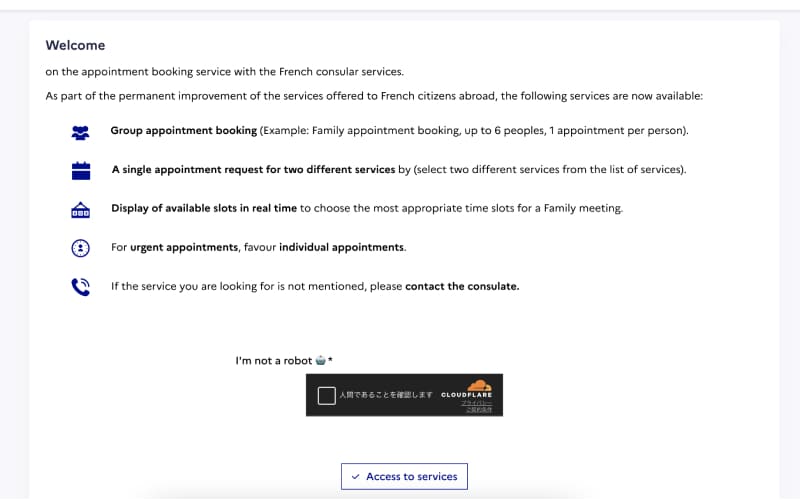 Welcome
on the appointment booking service with the French consular services.
As part of the permanent improvement of the services offered to French citizens abroad, the following services are now available:
Group appointment booking (Example: Family appointment booking, up to 6 peoples, 1 appointment per person).
A single appointment request for two different services by (select two different services from the list of services).
Display of available slots in real time to choose the most appropriate time slots for a Family meeting.
For urgent appointments, favour individual appointments.
If the service you are looking for is not mentioned, please contact the consulate.
I'm not a robot 🤖 *
人間であることを確認します
CLOUDFLARE
プライバシー
ご契約条件
Access to services